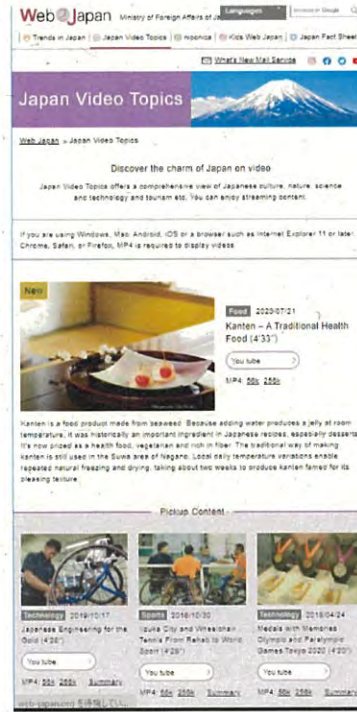 Web Japan
Ministry of Foreign Affairs of Ja
Languages
Trends in Japan
Japan Video Topics
niponica
Kids Web Japan
Japan Fact Sheet
What's New Mail Service
Japan Video Topics
Web Japan > Japan Video Topics
Discover the charm of Japan on video
Japan Video Topics offers a comprehensive view of Japanese culture, nature, science
and technology and tourism etc. You can enjoy streaming content.
If you are using Windows, Mac, Android, iOS or a browser such as Internet Explorer 11 or later,
Chrome, Safari, or Firefox, MP4 is required to display videos.
New
Food 2020/07/21
Kanten – A Traditional Health
Food (4'33")
You tube
MP4: 56k 256k
Kanten is a food product made from seaweed. Because adding water produces a jelly at room
temperature, it was historically an important ingredient in Japanese recipes, especially desserts.
It's now prized as a health food, vegetarian and rich in fiber. The traditional way of making
kanten is still used in the Suwa area of Nagano. Local daily temperature variations enable
repeated natural freezing and drying, taking about two weeks to produce kanten famed for its
pleasing texture.
Pickup Content
Technology 2019/10/17
Japanese Engineering for the
Gold (4'26")
You tube
MP4: 56k 256k Summary
Sports 2018/10/30
Iizuka City and Wheelchair
Tennis From Rehab to World
Sport (4'29")
You tube
MP4: 56k 256k Summary
Technology 2018/04/24
Medals with Memories
Olympic and Paralympic
Games Tokyo 2020 (4'20")
You tube
MP4: 56k 256k Summary